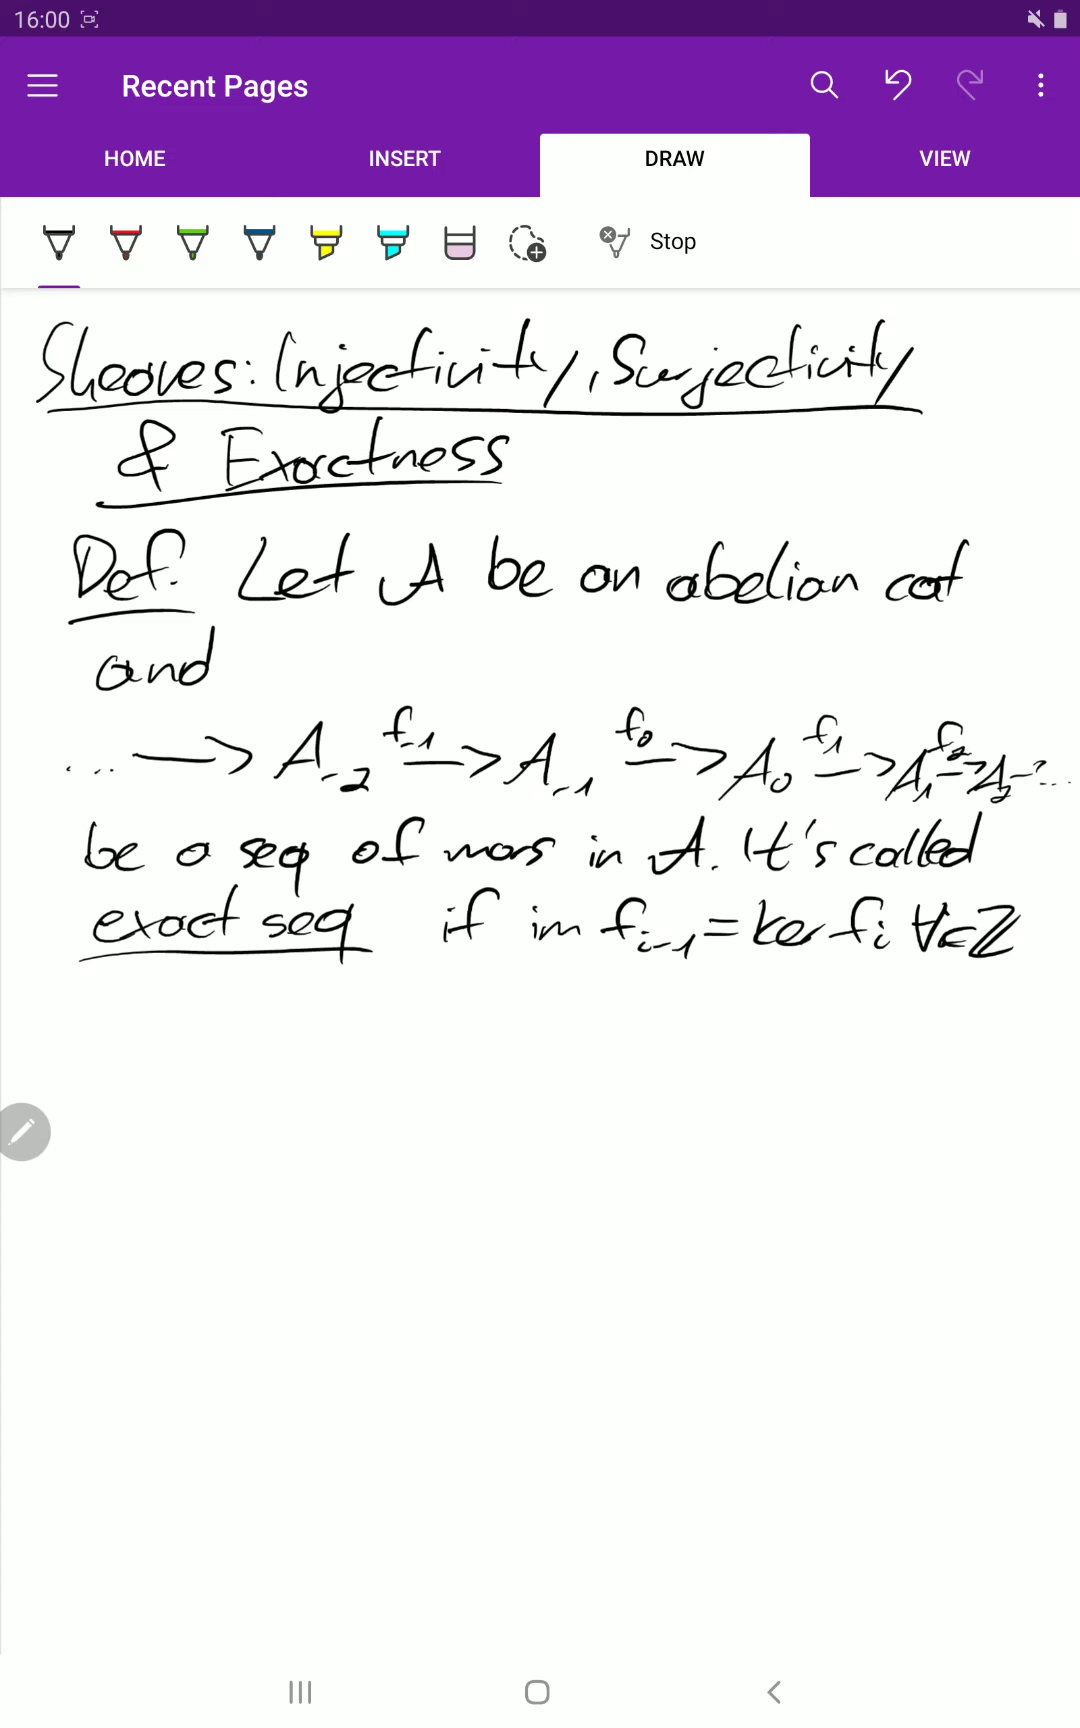 16:00
Recent Pages
HOME INSERT DRAW VIEW
Stop
Sheaves: Injectivity, Surjectivity
& Exactness
Def. Let A be an abelian cat
and
... → A₋₂ f₋₁→ A₋₁ f₀→ A₀ f₁→ A₁ f₂→ A₂ → ...
be a seq of mors in A. It's called
exact seq if im fᵢ₋₁ = ker fᵢ ∀i∈ℤ